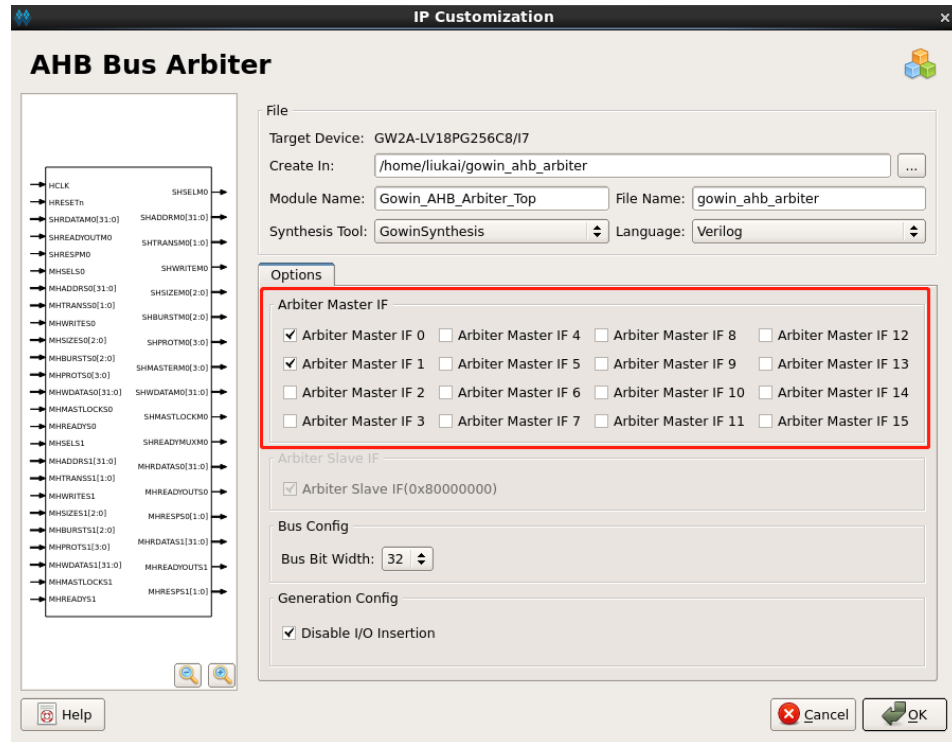 IP Customization
AHB Bus Arbiter
HCLK
HRESETn
SHRDATAM0[31:0]
SHREADYOUTM0
SHRESPM0
MHSELS0
MHADDRS0[31:0]
MHTRANSS0[1:0]
MHWRITES0
MHSIZES0[2:0]
MHBURSTS0[2:0]
MHPROTS0[3:0]
MHWDATAS0[31:0]
MHMASTLOCKS0
MHREADYS0
MHSELS1
MHADDRS1[31:0]
MHTRANSS1[1:0]
MHWRITES1
MHSIZES1[2:0]
MHBURSTS1[2:0]
MHPROTS1[3:0]
MHWDATAS1[31:0]
MHMASTLOCKS1
MHREADYS1
SHSELM0
SHADDRM0[31:0]
SHTRANSM0[1:0]
SHWRITEM0
SHSIZEM0[2:0]
SHBURSTM0[2:0]
SHPROTM0[3:0]
SHMASTERM0[3:0]
SHWDATAM0[31:0]
SHMASTLOCKM0
SHREADYMUXM0
MHRDATAS0[31:0]
MHREADYOUTS0
MHRESPS0[1:0]
MHRDATAS1[31:0]
MHREADYOUTS1
MHRESPS1[1:0]
File
Target Device: GW2A-LV18PG256C8/I7
Create In: /home/liukai/gowin_ahb_arbiter ...
Module Name: Gowin_AHB_Arbiter_Top File Name: gowin_ahb_arbiter
Synthesis Tool: GowinSynthesis Language: Verilog
Options
Arbiter Master IF
Arbiter Master IF 0 Arbiter Master IF 4 Arbiter Master IF 8 Arbiter Master IF 12
Arbiter Master IF 1 Arbiter Master IF 5 Arbiter Master IF 9 Arbiter Master IF 13
Arbiter Master IF 2 Arbiter Master IF 6 Arbiter Master IF 10 Arbiter Master IF 14
Arbiter Master IF 3 Arbiter Master IF 7 Arbiter Master IF 11 Arbiter Master IF 15
Arbiter Slave IF
Arbiter Slave IF(0x80000000)
Bus Config
Bus Bit Width: 32
Generation Config
Disable I/O Insertion
Help
Cancel
OK